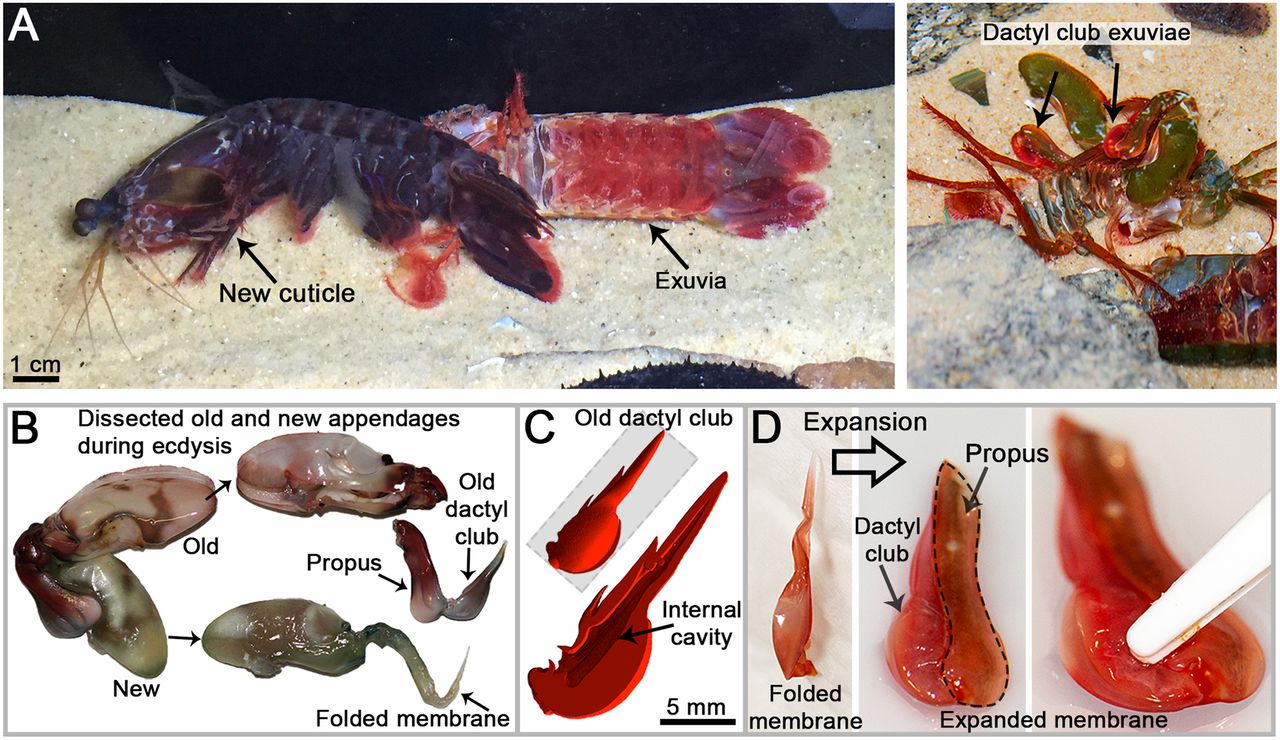 A
Dactyl club exuviae
New cuticle
Exuvia
1 cm
B
Dissected old and new appendages
during ecdysis
Old
Old
dactyl
club
Propus
New
Folded membrane
C
Old dactyl club
Internal
cavity
5 mm
D
Expansion
Propus
Dactyl
club
Folded
membrane
Expanded membrane